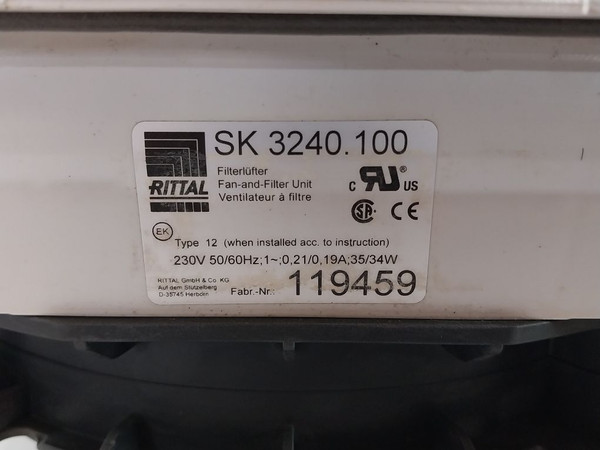 SK 3240.100
RITTAL
Filterlüfter
Fan-and-Filter Unit
Ventilateur à filtre
C RU US
SA CE
EK
Type 12 (when installed acc. to instruction)
230V 50/60Hz;1~;0,21/0,19A;35/34W
RITTAL GmbH & Co. KG
Auf dem Stützelberg
D-35745 Herborn
Fabr.-Nr.: 119459